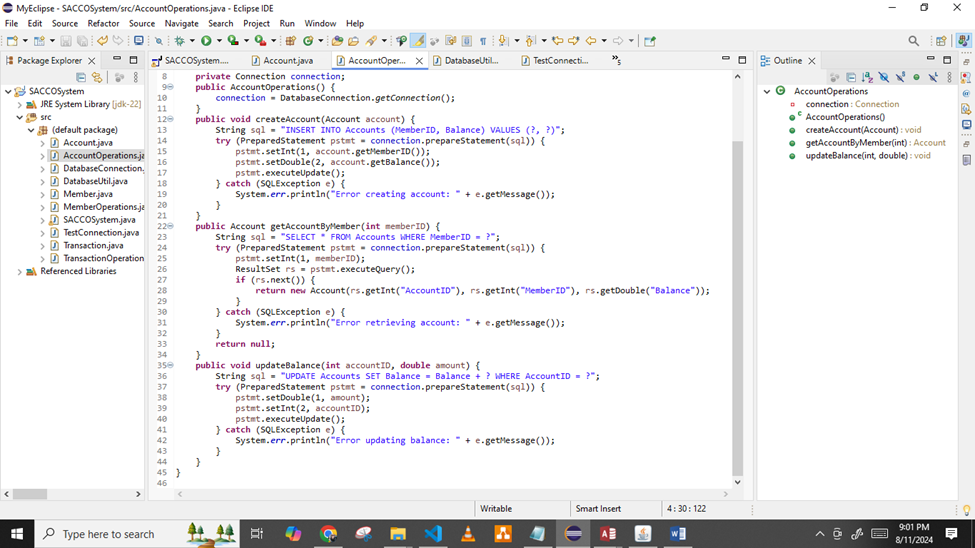 MyEclipse - SACCOSystem/src/AccountOperations.java - Eclipse IDE
File Edit Source Refactor Source Navigate Search Project Run Window Help
Package Explorer
SACCOSystem
JRE System Library [jdk-22]
src
(default package)
Account.java
AccountOperations.ja
DatabaseConnection.
DatabaseUtil.java
Member.java
MemberOperations.ja
SACCOSystem.java
TestConnection.java
Transaction.java
TransactionOperation
Referenced Libraries
SACCOSystem.... Account.java AccountOper... DatabaseUtil... TestConnecti... »5
8 private Connection connection;
9 public AccountOperations() {
10 connection = DatabaseConnection.getConnection();
11 }
12 public void createAccount(Account account) {
13 String sql = "INSERT INTO Accounts (MemberID, Balance) VALUES (?, ?)";
14 try (PreparedStatement pstmt = connection.prepareStatement(sql)) {
15 pstmt.setInt(1, account.getMemberID());
16 pstmt.setDouble(2, account.getBalance());
17 pstmt.executeUpdate();
18 } catch (SQLException e) {
19 System.err.println("Error creating account: " + e.getMessage());
20 }
21 }
22 public Account getAccountByMember(int memberID) {
23 String sql = "SELECT * FROM Accounts WHERE MemberID = ?";
24 try (PreparedStatement pstmt = connection.prepareStatement(sql)) {
25 pstmt.setInt(1, memberID);
26 ResultSet rs = pstmt.executeQuery();
27 if (rs.next()) {
28 return new Account(rs.getInt("AccountID"), rs.getInt("MemberID"), rs.getDouble("Balance"));
29 }
30 } catch (SQLException e) {
31 System.err.println("Error retrieving account: " + e.getMessage());
32 }
33 return null;
34 }
35 public void updateBalance(int accountID, double amount) {
36 String sql = "UPDATE Accounts SET Balance = Balance + ? WHERE AccountID = ?";
37 try (PreparedStatement pstmt = connection.prepareStatement(sql)) {
38 pstmt.setDouble(1, amount);
39 pstmt.setInt(2, accountID);
40 pstmt.executeUpdate();
41 } catch (SQLException e) {
42 System.err.println("Error updating balance: " + e.getMessage());
43 }
44 }
45 }
46
Outline
AccountOperations
connection : Connection
AccountOperations()
createAccount(Account) : void
getAccountByMember(int) : Account
updateBalance(int, double) : void
Writable Smart Insert 4 : 30 : 122
Type here to search
9:01 PM
8/11/2024